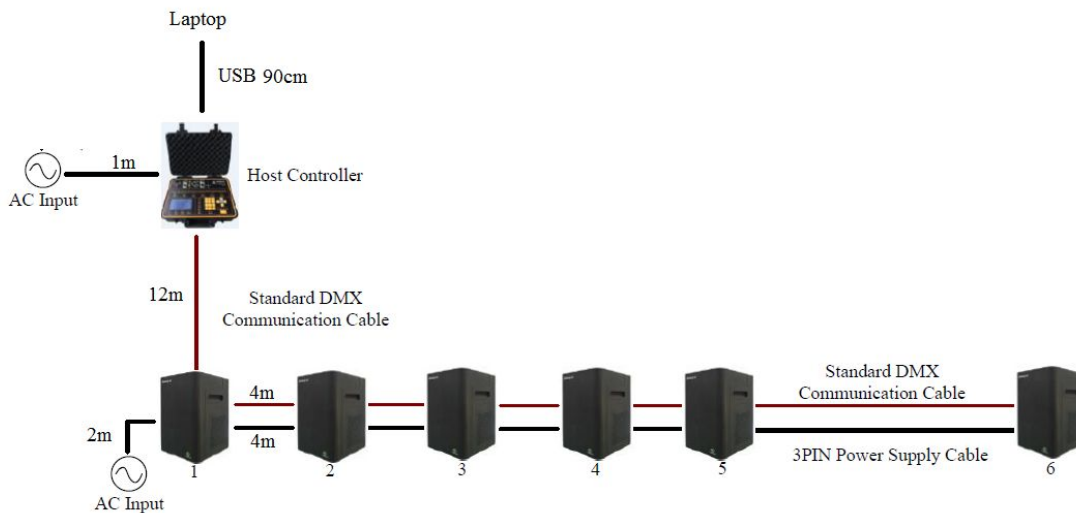 Laptop
USB 90cm
1m
AC Input
Host Controller
12m
Standard DMX
Communication Cable
4m
Standard DMX
Communication Cable
2m
4m
3PIN Power Supply Cable
1
2
3
4
5
6
AC Input